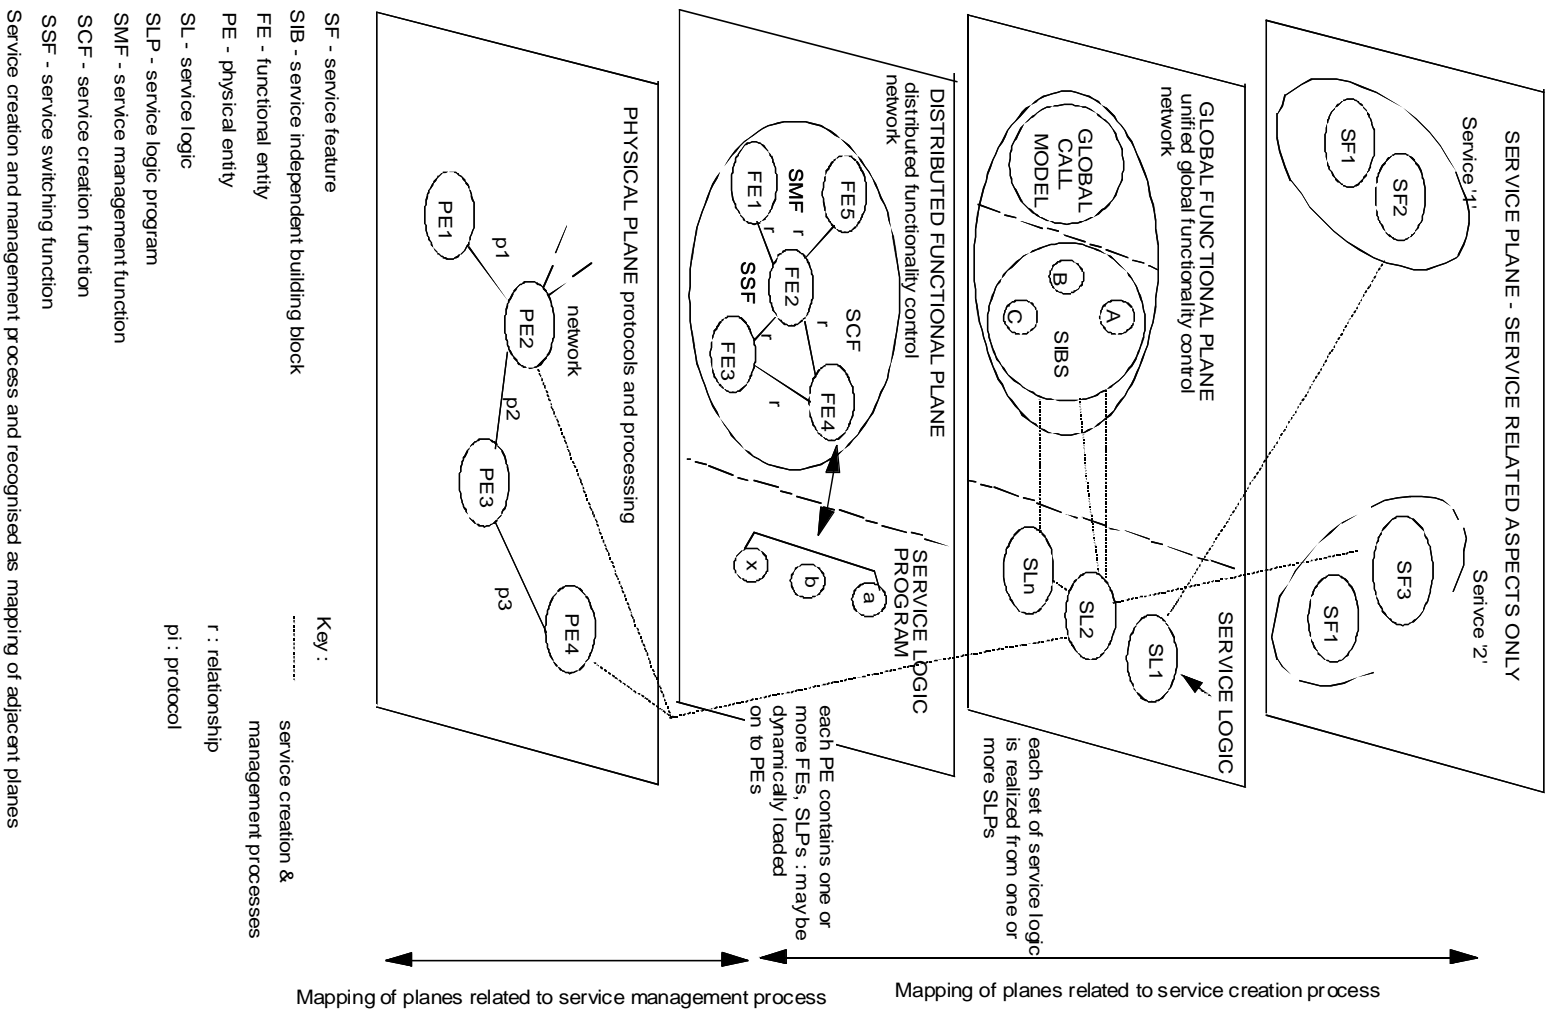 SERVICE PLANE - SERVICE RELATED ASPECTS ONLY
Service '1'
SF2
SF1
Serivce '2'
SF3
SF1
GLOBAL FUNCTIONAL PLANE
unified global functionality control
network
GLOBAL
CALL
MODEL
A
B
C
SIBS
SERVICE LOGIC
SL1
SL2
SLn
each set of service logic
is realized from one or
more SLPs
DISTRIBUTED FUNCTIONAL PLANE
distributed functionality control
network
FE5
SMF
r
FE1
r
SCF
FE2
SSF
r
r
FE3
FE4
r
SERVICE LOGIC
PROGRAM
a
b
x
each PE contains one or
more FEs, SLPs : may be
dynamically loaded
on to PEs
PHYSICAL PLANE protocols and processing
network
PE1
p1
PE2
p2
PE3
p3
PE4
SF - service feature
SIB - service independent building block
FE - functional entity
PE - physical entity
SL - service logic
SLP - service logic program
SMF - service management function
SCF - service creation function
SSF - service switching function
Key :
service creation &
management processes
r : relationship
pi : protocol
Service creation and management process and recognised as mapping of adjacent planes
Mapping of planes related to service management process
Mapping of planes related to service creation process